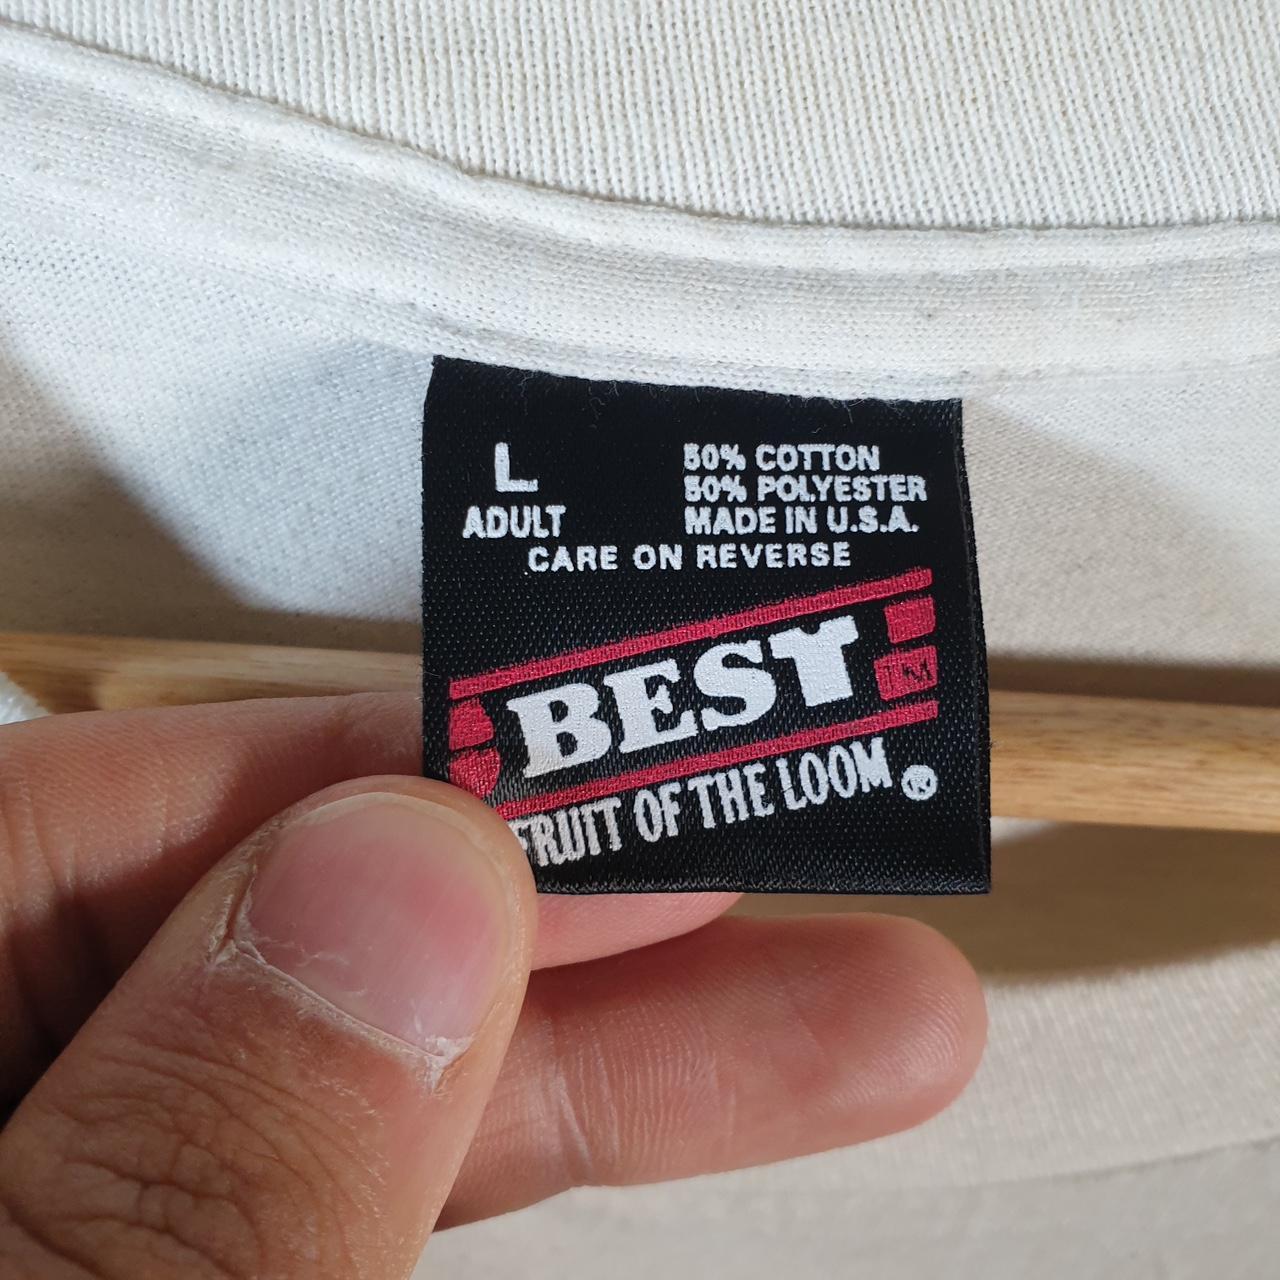 L
ADULT
50% COTTON
50% POLYESTER
MADE IN U.S.A.
CARE ON REVERSE
BEST
TM
FRUIT OF THE LOOM ®